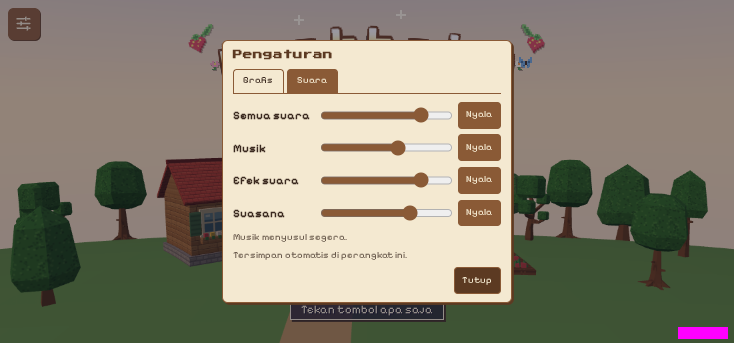 Pengaturan
Grafis
Suara
Semua suara
Nyala
Musik
Nyala
Efek suara
Nyala
Suasana
Nyala
Musik menyusul segera.
Tersimpan otomatis di perangkat ini.
Tutup
Tekan tombol apa saja